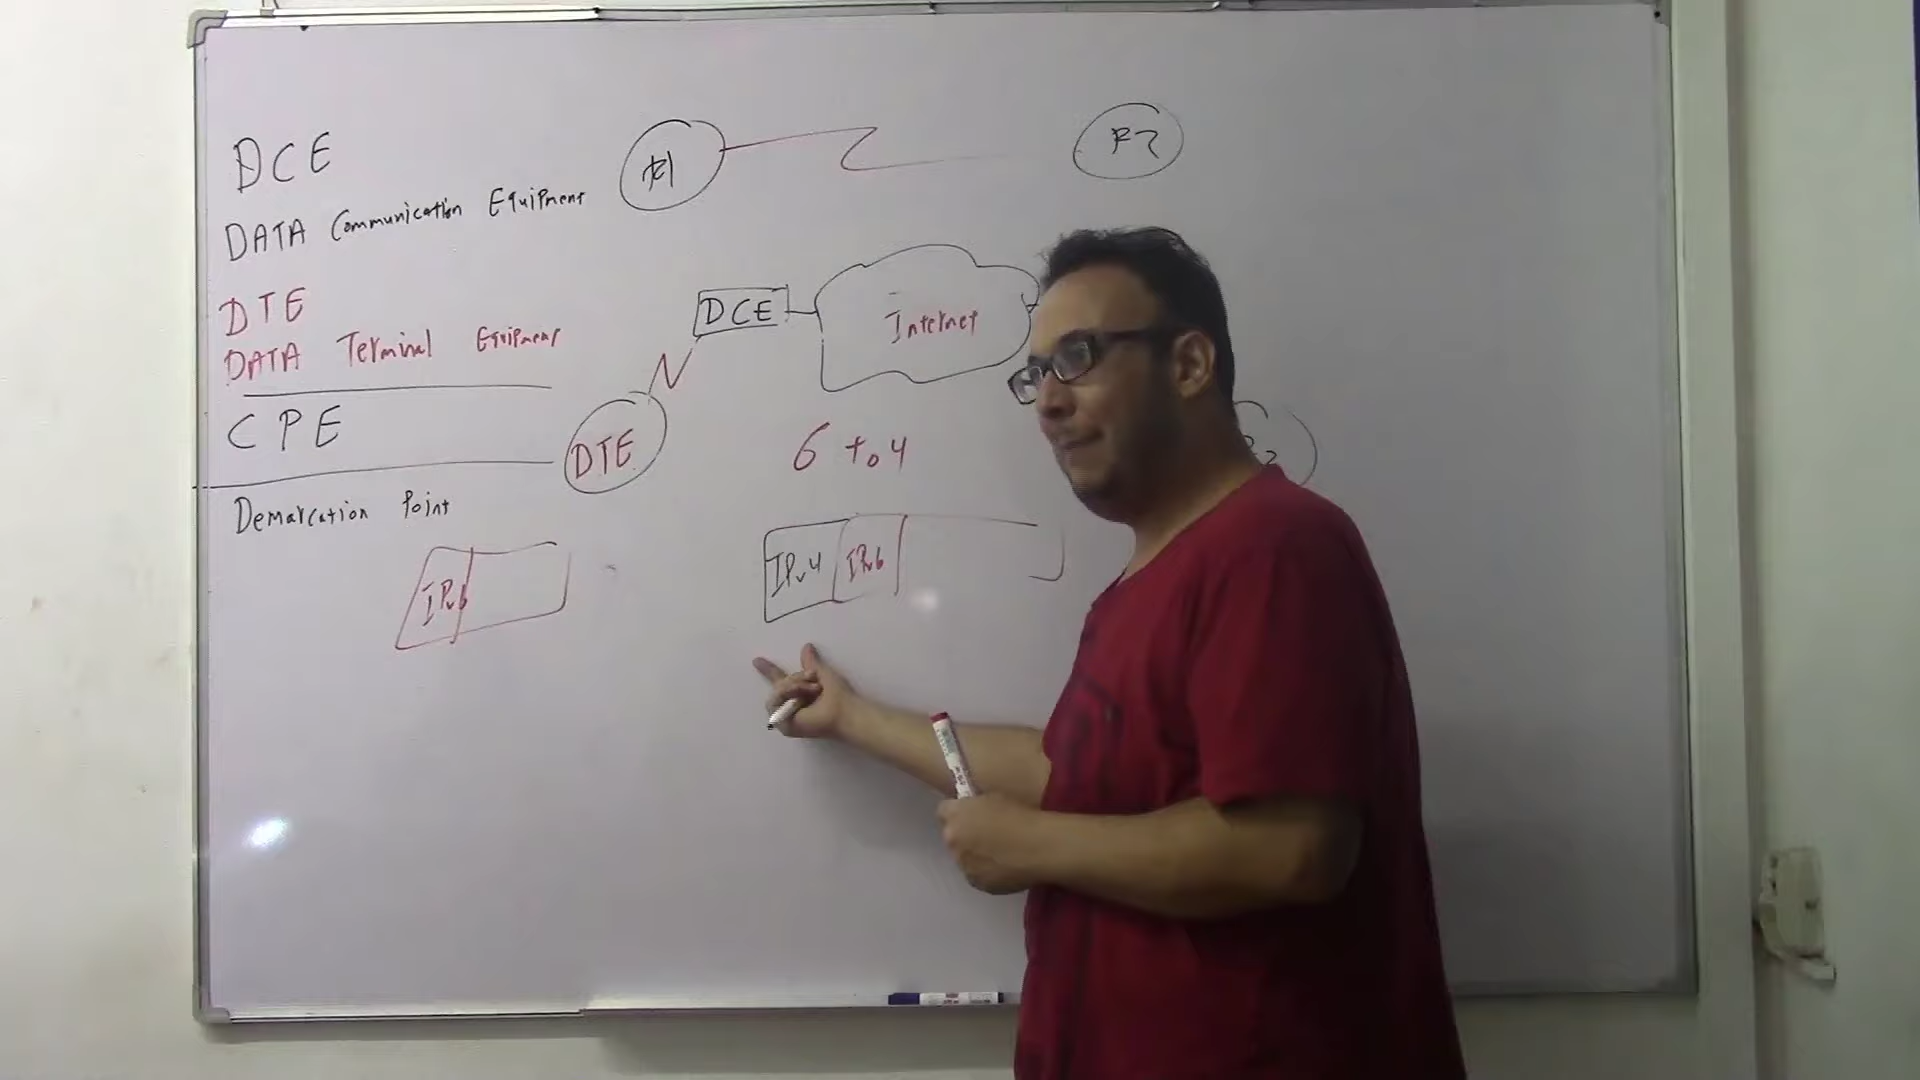 DCE
DATA Communication Equipment
R1
R2
DTE
DATA Terminal Equipment
DCE
Internet
CPE
DTE
6 to 4
Demarcation Point
IPv6
IPv4 IPv6